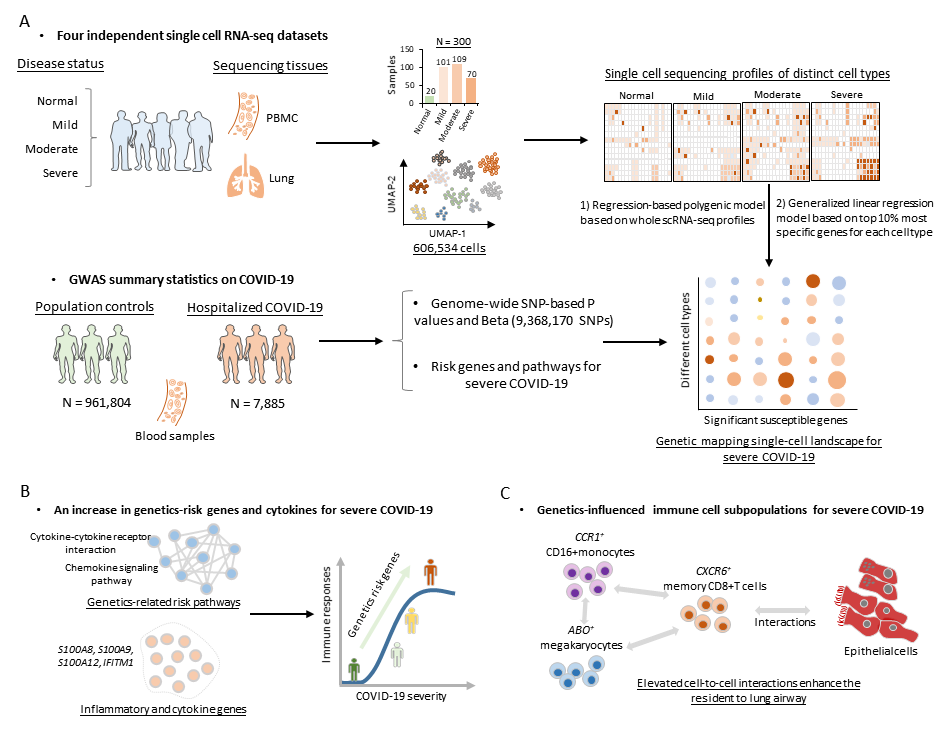 A
• Four independent single cell RNA-seq datasets
Disease status
Normal
Mild
Moderate
Severe
Sequencing tissues
PBMC
Lung
N = 300
Samples
150
100
50
0
20
101
109
70
Normal
Mild
Moderate
Severe
UMAP-2
UMAP-1
606,534 cells
Single cell sequencing profiles of distinct cell types
Normal
Mild
Moderate
Severe
1) Regression-based polygenic model
based on whole scRNA-seq profiles
2) Generalized linear regression
model based on top 10% most
specific genes for each cell type
• GWAS summary statistics on COVID-19
Population controls
N = 961,804
Hospitalized COVID-19
N = 7,885
Blood samples
• Genome-wide SNP-based P
values and Beta (9,368,170 SNPs)
• Risk genes and pathways for
severe COVID-19
Different cell types
Significant susceptible genes
Genetic mapping single-cell landscape for
severe COVID-19
B
• An increase in genetics-risk genes and cytokines for severe COVID-19
Cytokine-cytokine receptor
interaction
Chemokine signaling
pathway
Genetics-related risk pathways
S100A8, S100A9,
S100A12, IFITM1
Inflammatory and cytokine genes
Immune responses
Genetics risk genes
COVID-19 severity
C
• Genetics-influenced immune cell subpopulations for severe COVID-19
CCR1+
CD16+monocytes
CXCR6+
memory CD8+T cells
ABO+
megakaryocytes
Interactions
Epithelial cells
Elevated cell-to-cell interactions enhance the
resident to lung airway